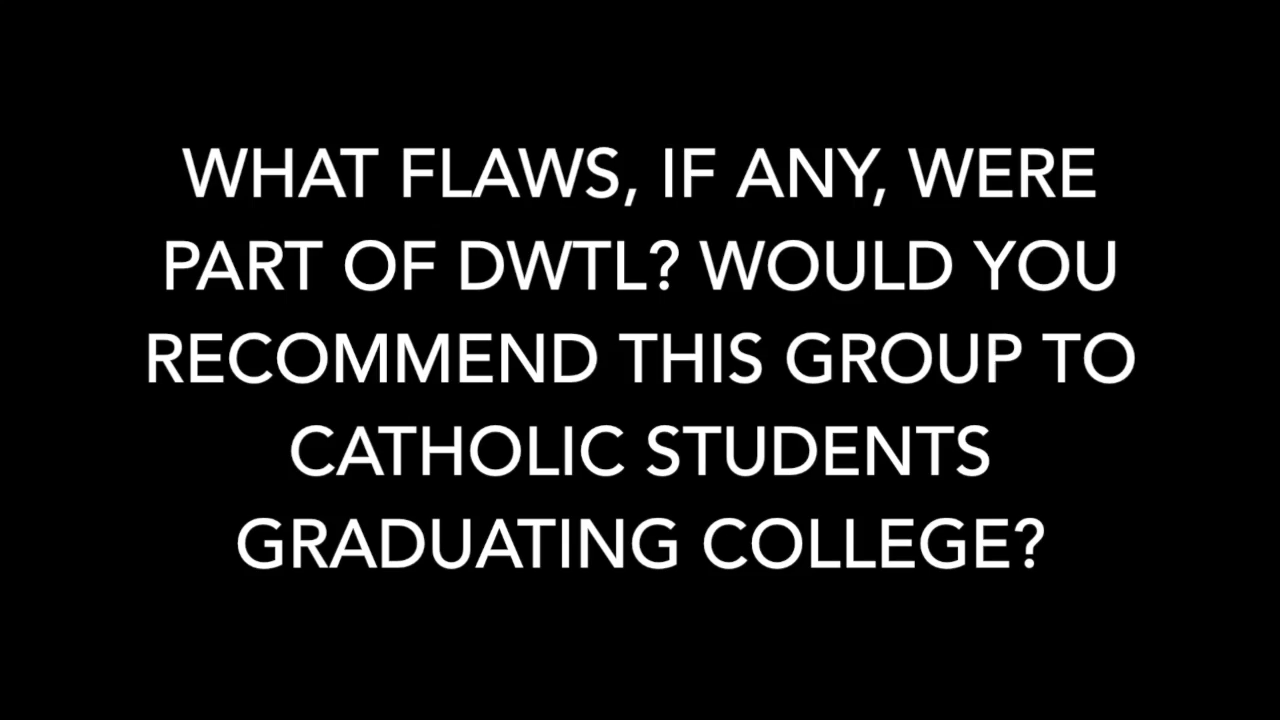 WHAT FLAWS, IF ANY, WERE
PART OF DWTL? WOULD YOU
RECOMMEND THIS GROUP TO
CATHOLIC STUDENTS
GRADUATING COLLEGE?